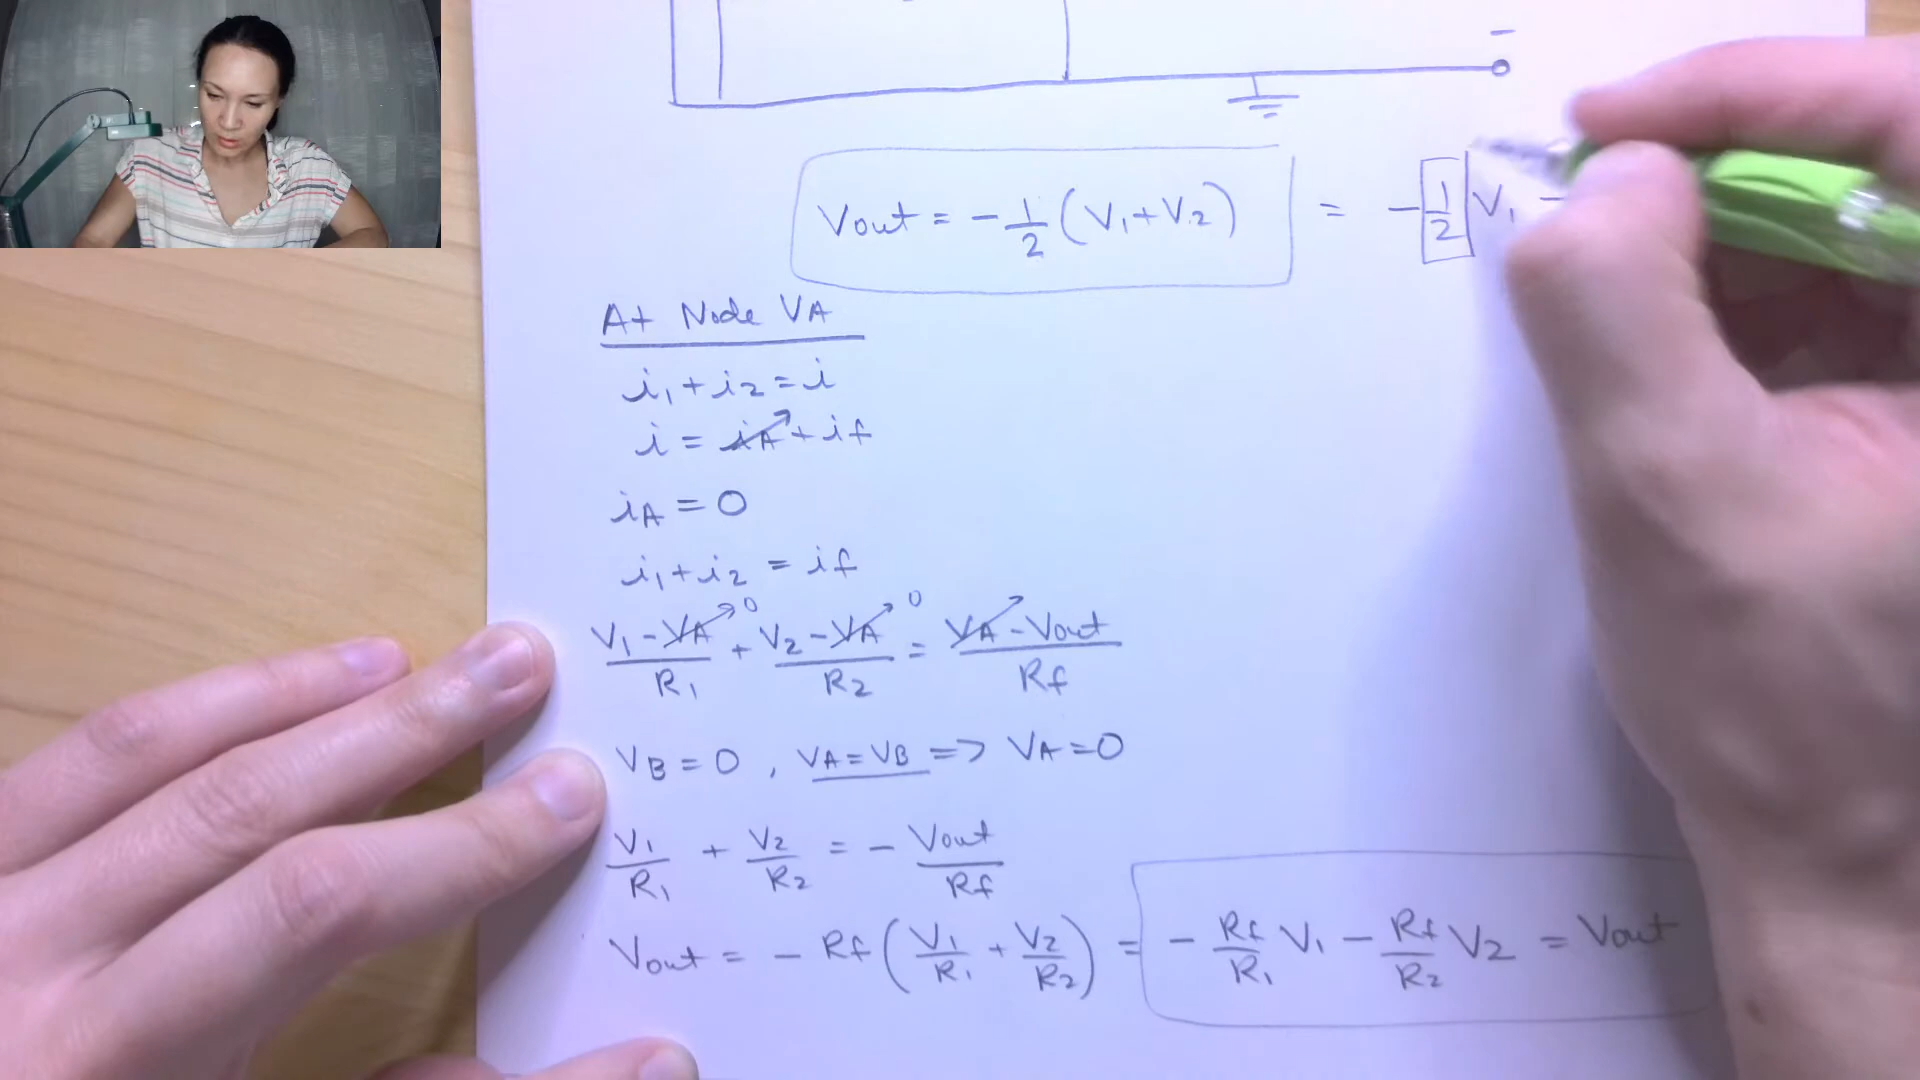 Vout = -1/2 (V1 + V2) = -1/2 V1 -
At Node VA
i1 + i2 = i
i = iA + if
iA = 0
i1 + i2 = if
(V1 - VA)/R1 + (V2 - VA)/R2 = (VA - Vout)/Rf
0 0
VB = 0 , VA = VB => VA = 0
V1/R1 + V2/R2 = - Vout/Rf
Vout = - Rf (V1/R1 + V2/R2) = - Rf/R1 V1 - Rf/R2 V2 = Vout